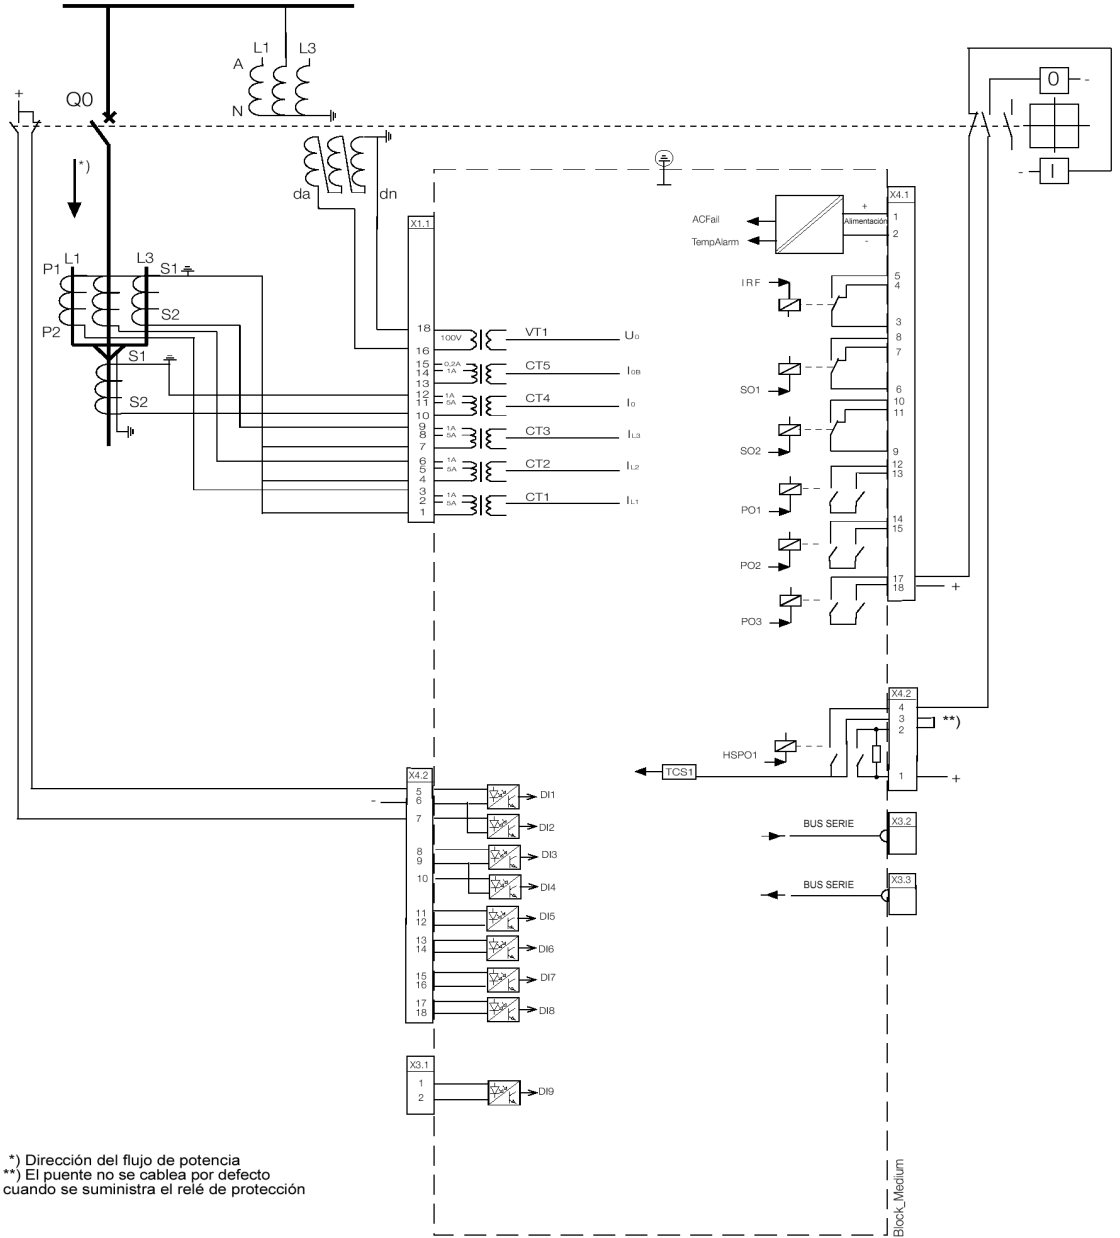 L1
L3
A
N
+
Q0
*)
da
dn
O
-
I
-
I
X1.1
X4.1
+
Alimentación
-
ACFail
TempAlarm
1
2
L1
L3
P1
P2
S1
S2
S1
S2
IRF
5
4
3
SO1
8
7
6
SO2
10
11
9
PO1
12
13
PO2
14
15
PO3
17
18
+
18
16
100V
VT1
U0
15
14
13
0,2A
1A
CT5
I0B
12
11
10
1A
5A
CT4
I0
9
8
7
1A
5A
CT3
IL3
6
5
4
1A
5A
CT2
IL2
3
2
1
1A
5A
CT1
IL1
X4.2
4
3
2
1
**)
+
HSPO1
TCS1
X4.2
-
5
6
7
8
9
10
11
12
13
14
15
16
17
18
DI1
DI2
DI3
DI4
DI5
DI6
DI7
DI8
BUS SERIE
X3.2
BUS SERIE
X3.3
X3.1
1
2
DI9
Block_Medium
*) Dirección del flujo de potencia
**) El puente no se cablea por defecto
cuando se suministra el relé de protección